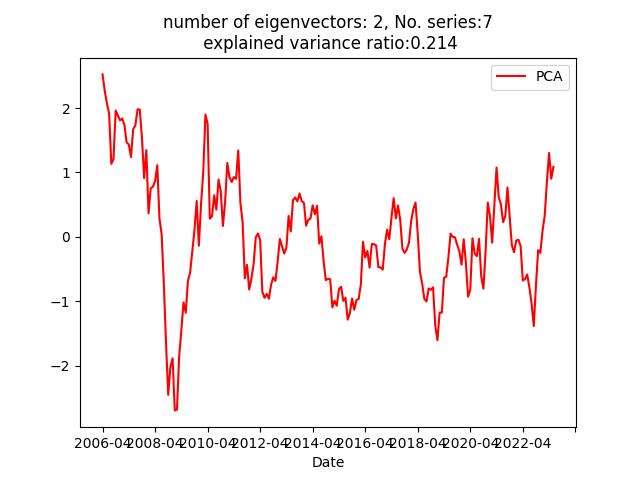 number of eigenvectors: 2, No. series:7
explained variance ratio:0.214
PCA
2
1
0
−1
−2
2006-04 2008-04 2010-04 2012-04 2014-04 2016-04 2018-04 2020-04 2022-04
Date